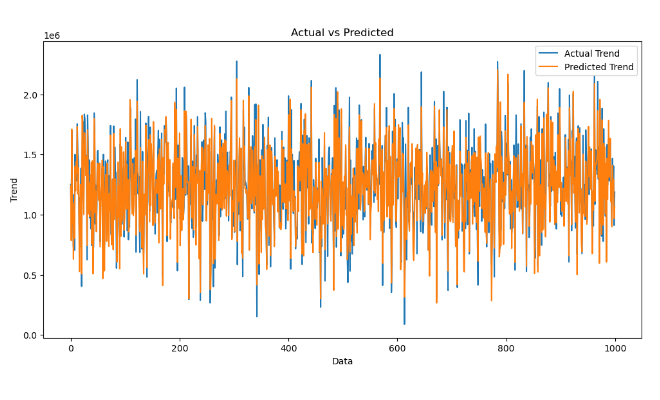 Actual vs Predicted
1e6
Actual Trend
Predicted Trend
2.0
1.5
1.0
0.5
0.0
Trend
0 200 400 600 800 1000
Data